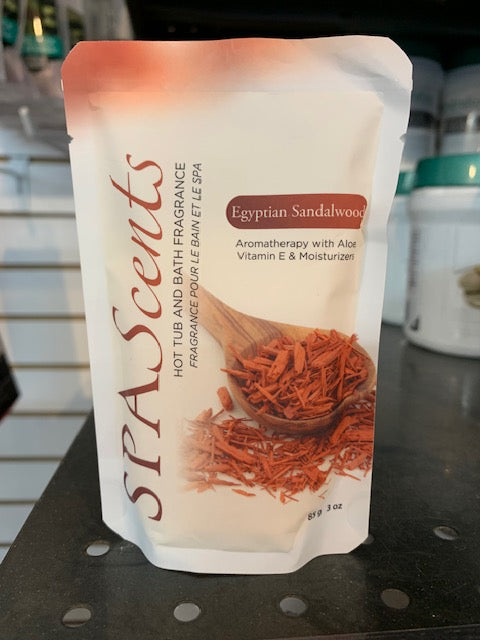 SPAScents
HOT TUB AND BATH FRAGRANCE
FRAGRANCE POUR LE BAIN ET LE SPA
Egyptian Sandalwood
Aromatherapy with Aloe
Vitamin E & Moisturizers
85 g 3 oz